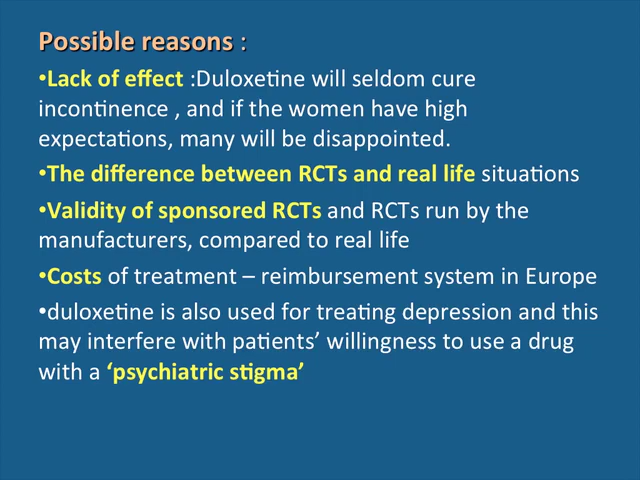 Possible reasons :
•Lack of effect :Duloxetine will seldom cure
incontinence , and if the women have high
expectations, many will be disappointed.
•The difference between RCTs and real life situations
•Validity of sponsored RCTs and RCTs run by the
manufacturers, compared to real life
•Costs of treatment – reimbursement system in Europe
•duloxetine is also used for treating depression and this
may interfere with patients’ willingness to use a drug
with a ‘psychiatric stigma’